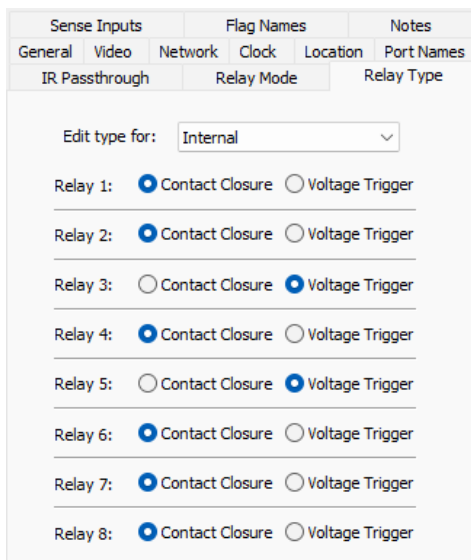 Sense Inputs Flag Names Notes
General Video Network Clock Location Port Names
IR Passthrough Relay Mode Relay Type
Edit type for: Internal
Relay 1: Contact Closure Voltage Trigger
Relay 2: Contact Closure Voltage Trigger
Relay 3: Contact Closure Voltage Trigger
Relay 4: Contact Closure Voltage Trigger
Relay 5: Contact Closure Voltage Trigger
Relay 6: Contact Closure Voltage Trigger
Relay 7: Contact Closure Voltage Trigger
Relay 8: Contact Closure Voltage Trigger